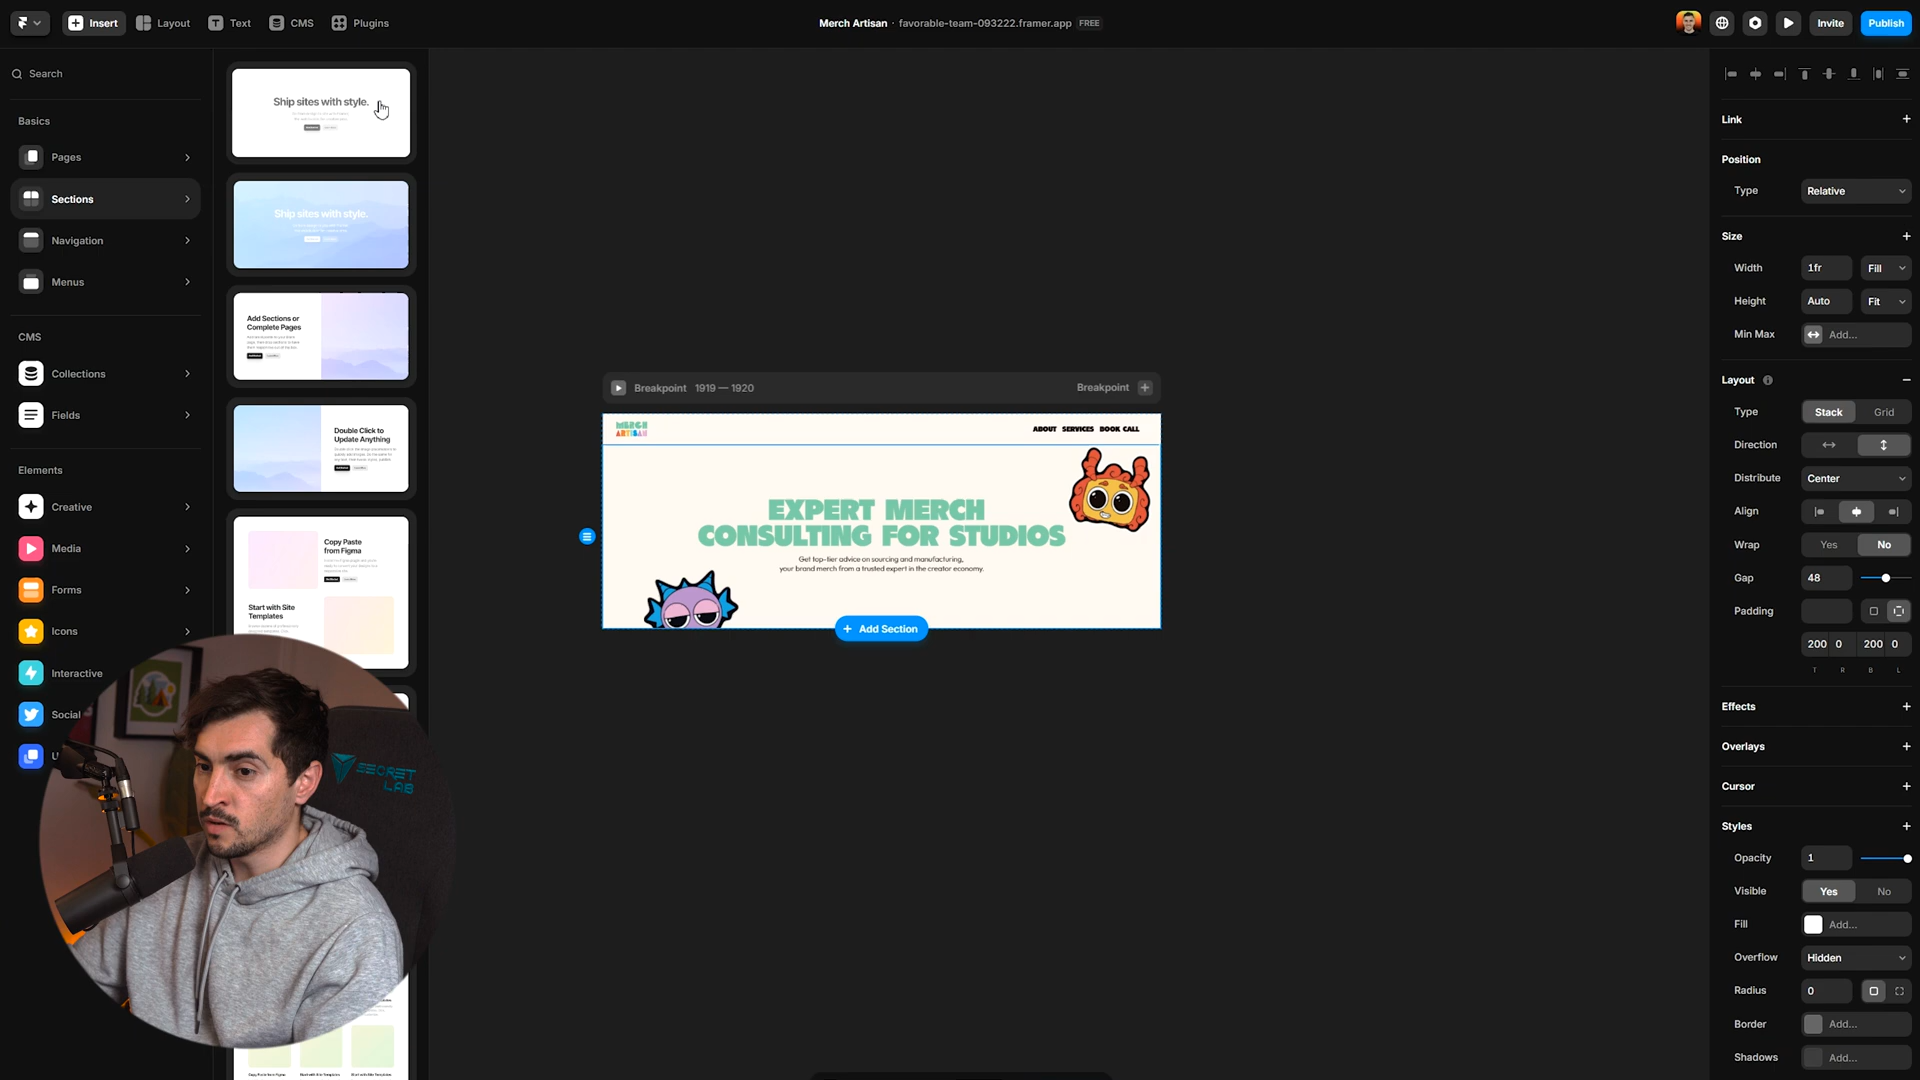 Insert
Layout
Text
CMS
Plugins
Merch Artisan · favorable-team-093222.framer.app FREE
Invite
Publish
Search
Basics
Pages
Sections
Navigation
Menus
CMS
Collections
Fields
Elements
Creative
Media
Forms
Icons
Interactive
Social
U
Ship sites with style.
Ship sites with style.
Add Sections or
Complete Pages
Double Click to
Update Anything
Copy Paste
from Figma
Start with Site
Templates
SECRET
LAB
Breakpoint 1919 — 1920
Breakpoint
MERCH
ARTISAN
ABOUT SERVICES BOOK CALL
EXPERT MERCH
CONSULTING FOR STUDIOS
Get top-tier advice on sourcing and manufacturing,
your brand merch from a trusted expert in the creator economy.
Add Section
Link
Position
Type Relative
Size
Width 1fr Fill
Height Auto Fit
Min Max Add...
Layout
Type Stack Grid
Direction
Distribute Center
Align
Wrap Yes No
Gap 48
Padding
200 0 200 0
T R B L
Effects
Overlays
Cursor
Styles
Opacity 1
Visible Yes No
Fill Add...
Overflow Hidden
Radius 0
Border Add...
Shadows Add...